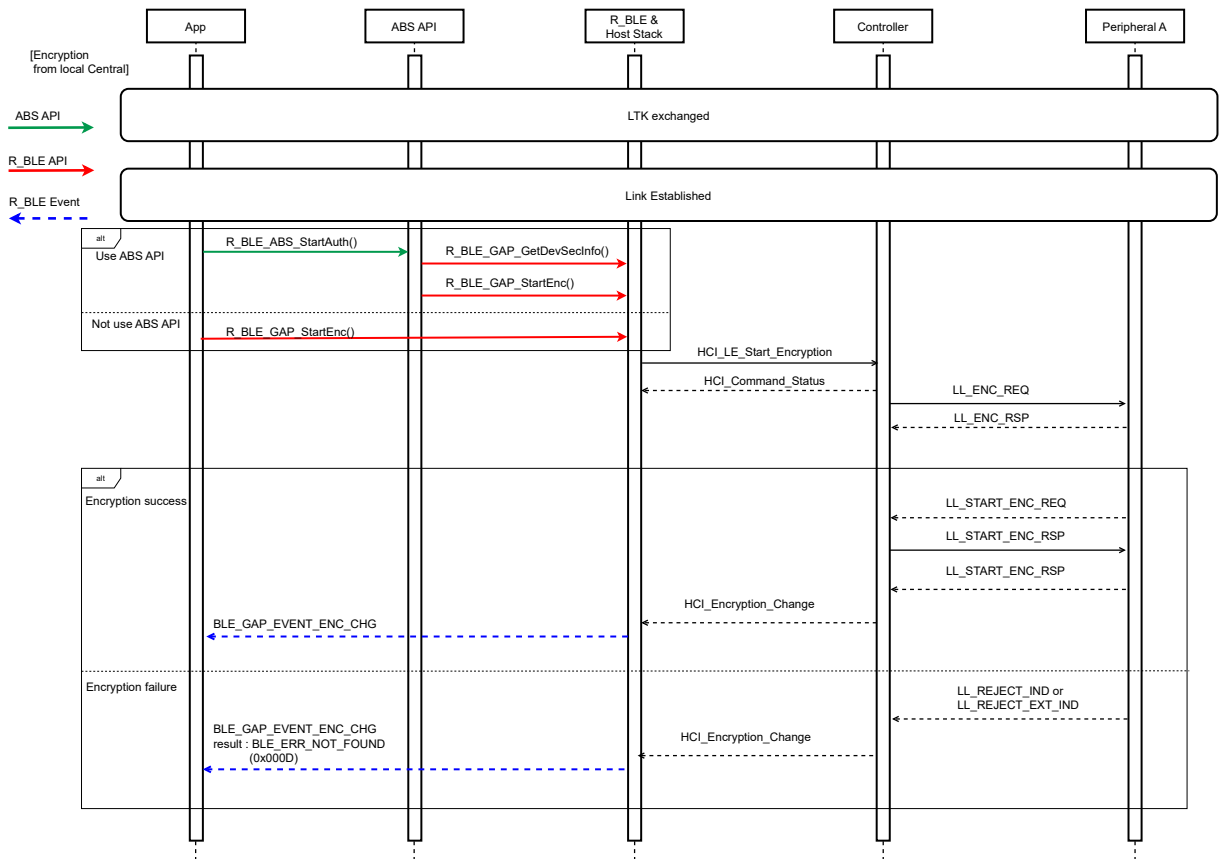 App
ABS API
R_BLE &
Host Stack
Controller
Peripheral A
[Encryption
from local Central]
ABS API
LTK exchanged
R_BLE API
Link Established
R_BLE Event
alt
Use ABS API
R_BLE_ABS_StartAuth()
R_BLE_GAP_GetDevSecInfo()
R_BLE_GAP_StartEnc()
Not use ABS API
R_BLE_GAP_StartEnc()
HCI_LE_Start_Encryption
HCI_Command_Status
LL_ENC_REQ
LL_ENC_RSP
alt
Encryption success
LL_START_ENC_REQ
LL_START_ENC_RSP
LL_START_ENC_RSP
HCI_Encryption_Change
BLE_GAP_EVENT_ENC_CHG
Encryption failure
LL_REJECT_IND or
LL_REJECT_EXT_IND
HCI_Encryption_Change
BLE_GAP_EVENT_ENC_CHG
result : BLE_ERR_NOT_FOUND
(0x000D)